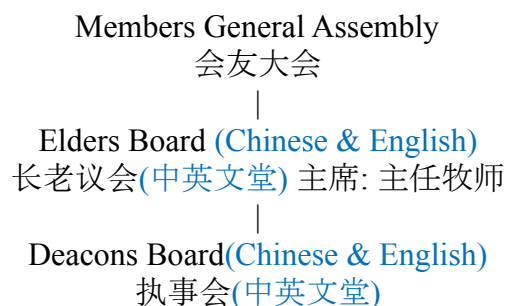 Members General Assembly
会友大会
|
Elders Board (Chinese & English)
长老议会(中英文堂) 主席: 主任牧师
|
Deacons Board(Chinese & English)
执事会(中英文堂)